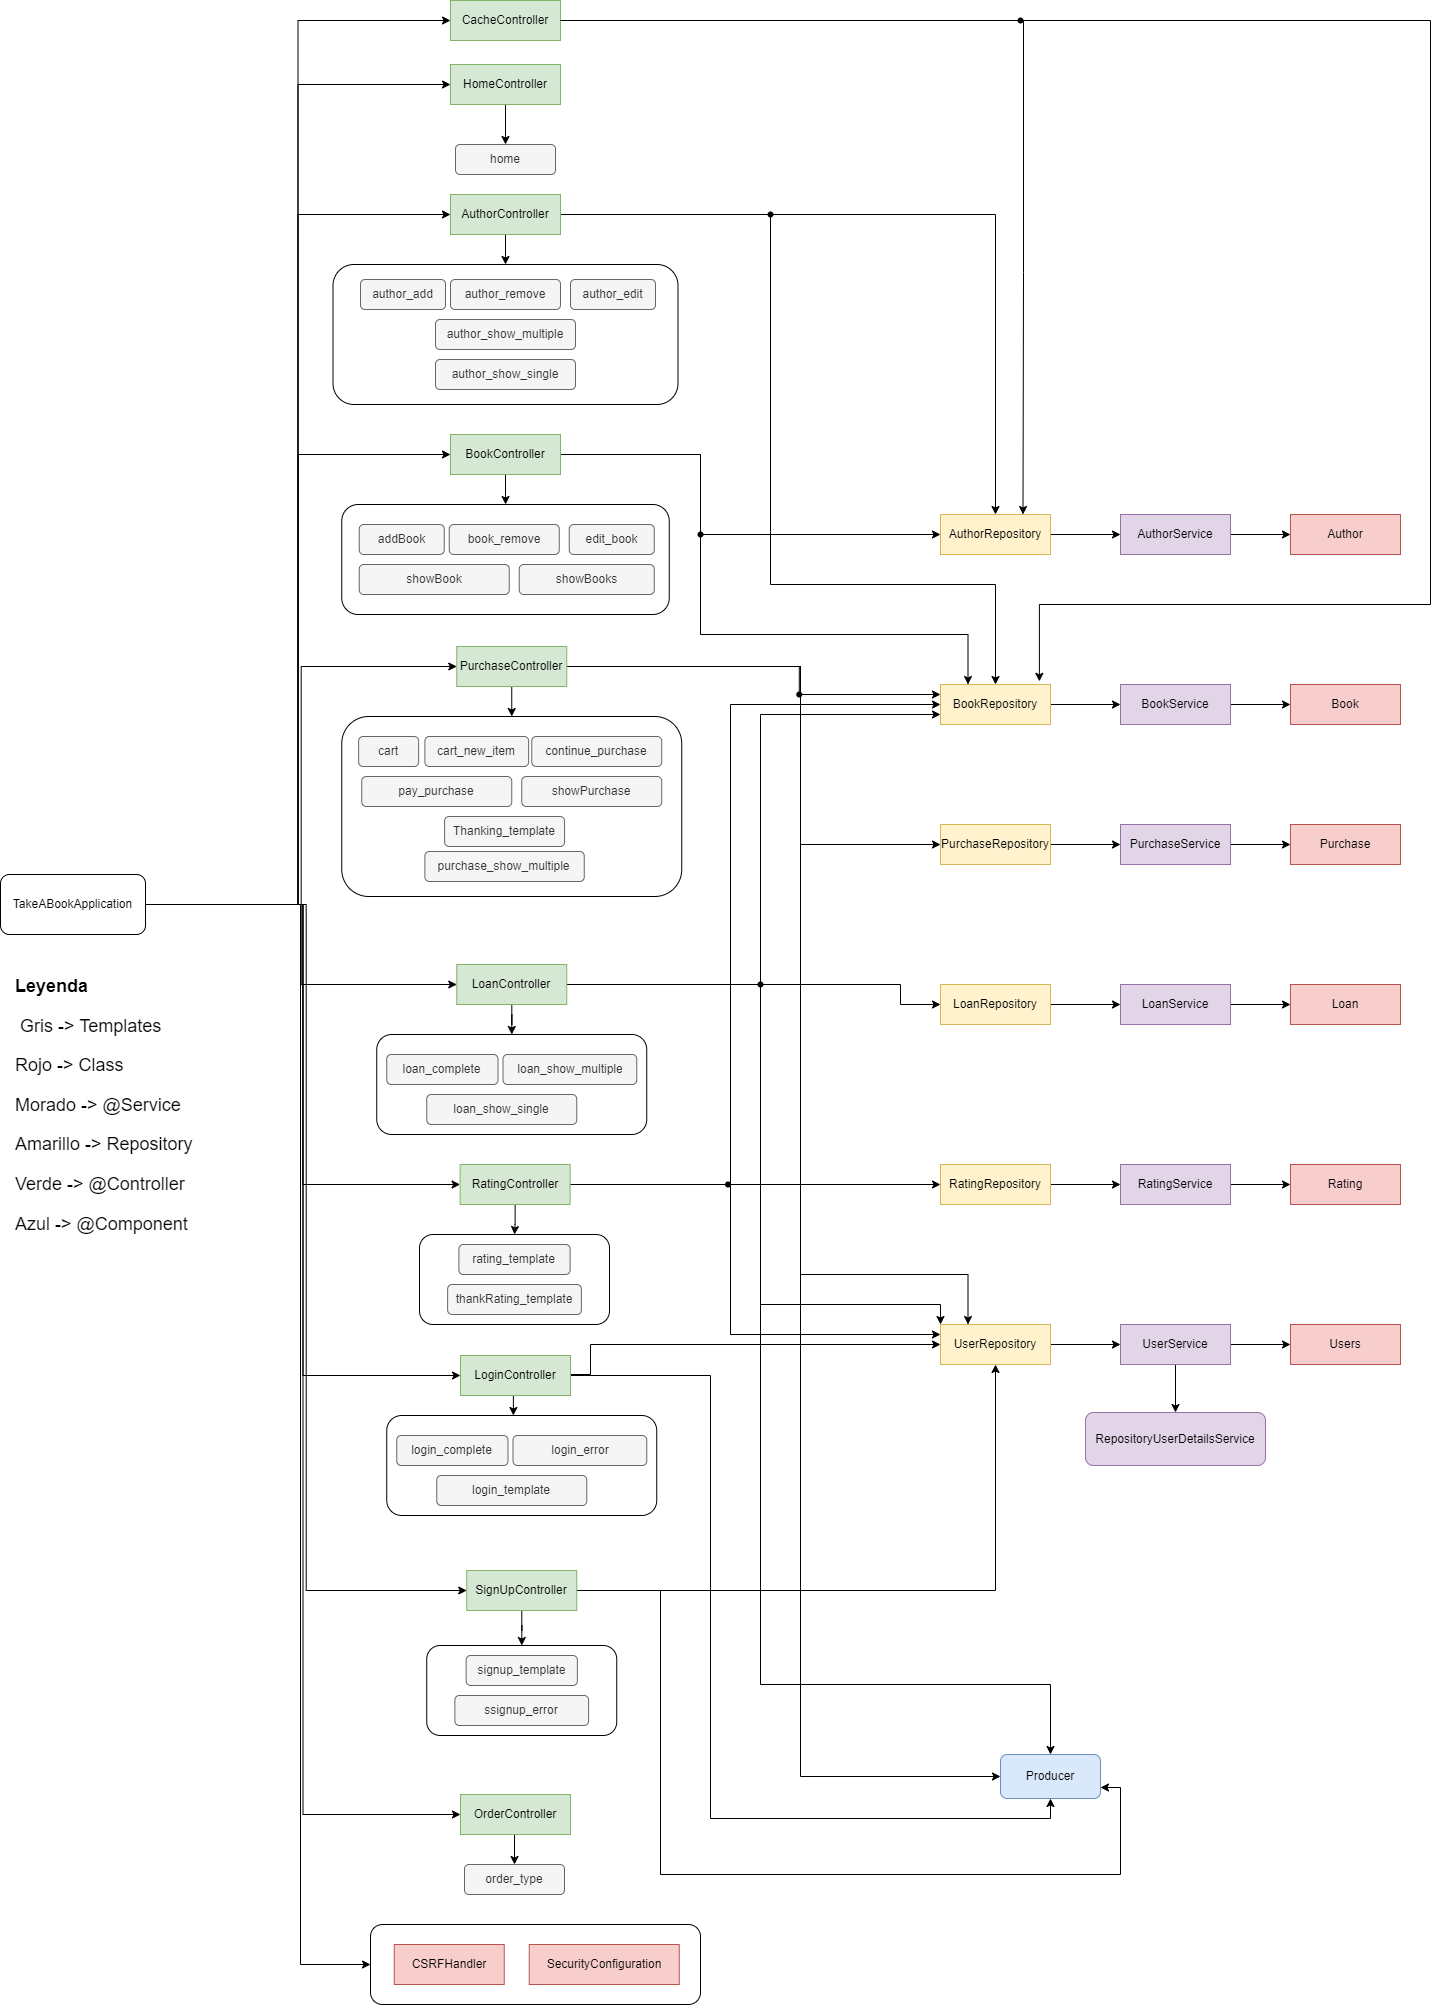 CacheController
HomeController
home
AuthorController
author_add
author_remove
author_edit
author_show_multiple
author_show_single
BookController
addBook
book_remove
edit_book
showBook
showBooks
AuthorRepository
AuthorService
Author
PurchaseController
BookRepository
BookService
Book
cart
cart_new_item
continue_purchase
pay_purchase
showPurchase
Thanking_template
purchase_show_multiple
PurchaseRepository
PurchaseService
Purchase
TakeABookApplication
Leyenda
Gris -> Templates
Rojo -> Class
Morado -> @Service
Amarillo -> Repository
Verde -> @Controller
Azul -> @Component
LoanController
LoanRepository
LoanService
Loan
loan_complete
loan_show_multiple
loan_show_single
RatingController
RatingRepository
RatingService
Rating
rating_template
thankRating_template
UserRepository
UserService
Users
RepositoryUserDetailsService
LoginController
login_complete
login_error
login_template
SignUpController
signup_template
ssignup_error
Producer
OrderController
order_type
CSRFHandler
SecurityConfiguration